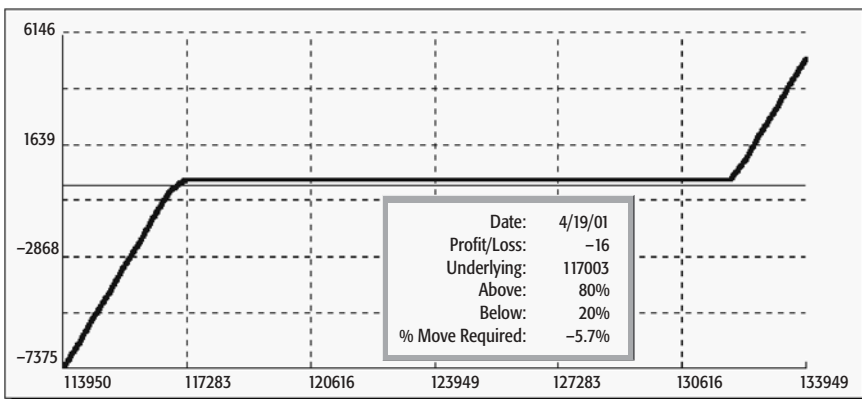 6146
1639
–2868
–7375
Date: 4/19/01
Profit/Loss: –16
Underlying: 117003
Above: 80%
Below: 20%
% Move Required: –5.7%
113950 117283 120616 123949 127283 130616 133949